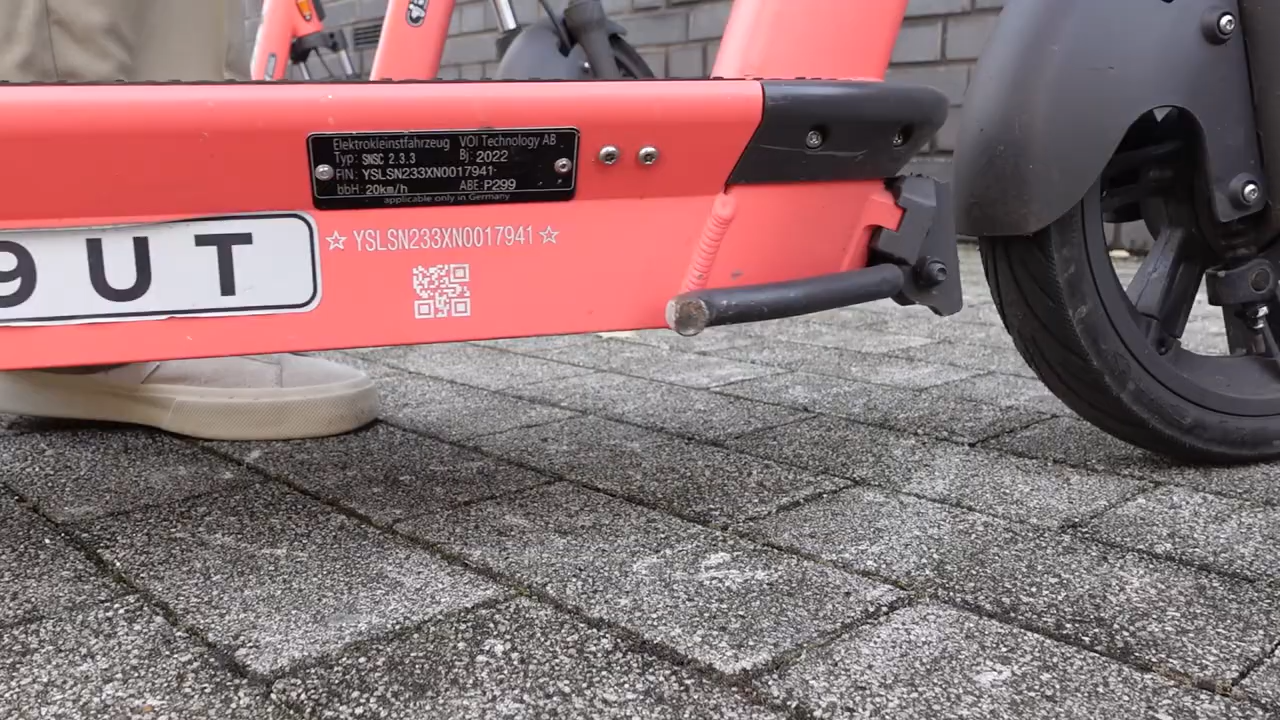 Elektrokleinstfahrzeug VOI Technology AB
Typ: SNSC 2.3.3 Bj: 2022
FIN: YSLSN233XN0017941
bbH: 20km/h ABE: P299
applicable only in Germany
9 U T
☆ YSLSN233XN0017941 ☆